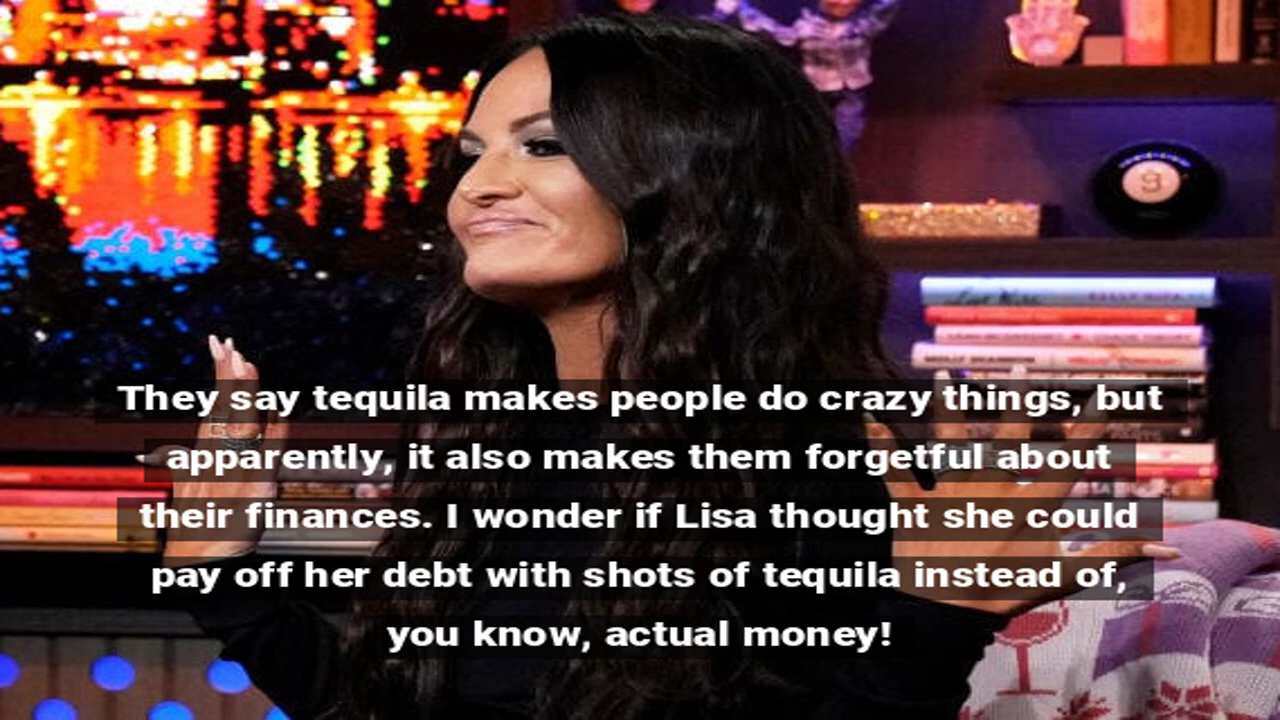 They say tequila makes people do crazy things, but
apparently, it also makes them forgetful about
their finances. I wonder if Lisa thought she could
pay off her debt with shots of tequila instead of,
you know, actual money!